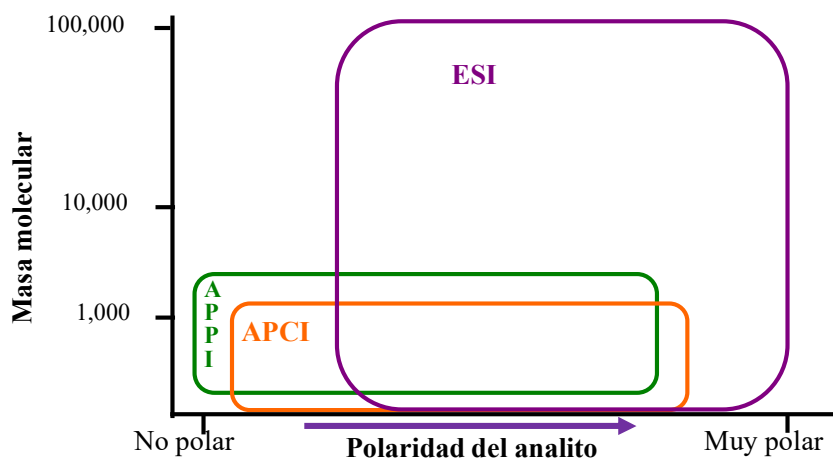 100,000
ESI
10,000
Masa molecular
A
P
P
I
1,000
APCI
No polar
Polaridad del analito
Muy polar